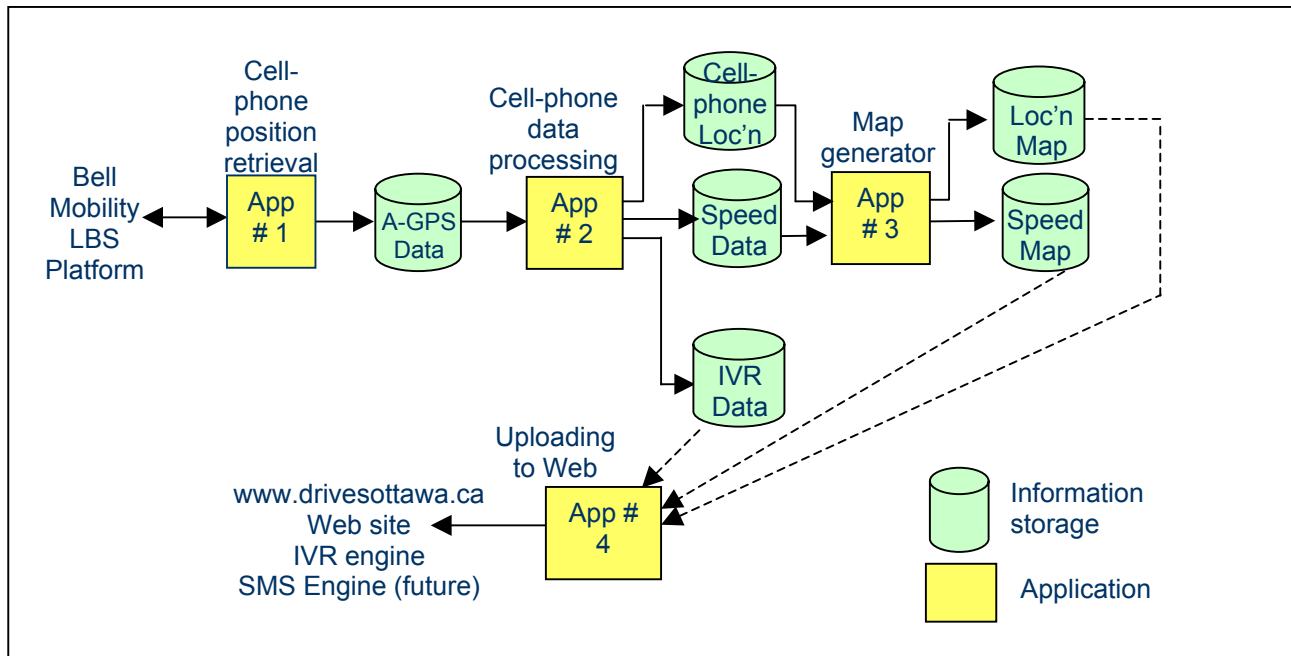 Cell-
phone
position
retrieval
Bell
Mobility
LBS
Platform
App
# 1
A-GPS
Data
Cell-phone
data
processing
App
# 2
Cell-
phone
Loc'n
Speed
Data
IVR
Data
Map
generator
App
# 3
Loc'n
Map
Speed
Map
Uploading
to Web
App #
4
www.drivesottawa.ca
Web site
IVR engine
SMS Engine (future)
Information
storage
Application